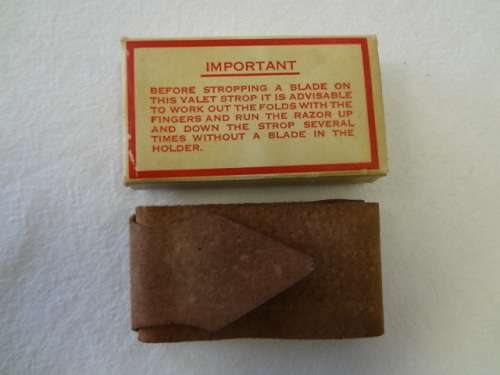 IMPORTANT
BEFORE STROPPING A BLADE ON
THIS VALET STROP IT IS ADVISABLE
TO WORK OUT THE FOLDS WITH THE
FINGERS AND RUN THE RAZOR UP
AND DOWN THE STROP SEVERAL
TIMES WITHOUT A BLADE IN THE
HOLDER.